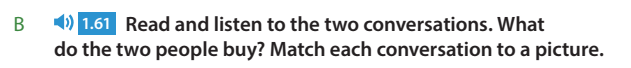 B 1.61 Read and listen to the two conversations. What
do the two people buy? Match each conversation to a picture.